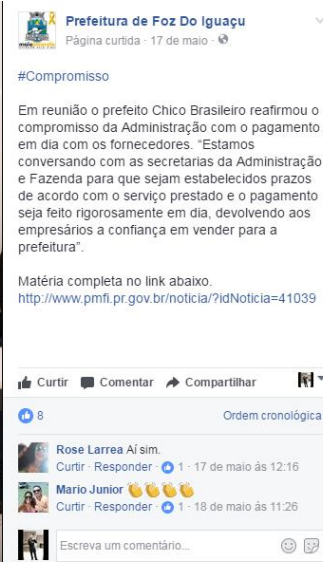 Prefeitura de Foz Do Iguaçu
Página curtida · 17 de maio ·
#Compromisso
Em reunião o prefeito Chico Brasileiro reafirmou o
compromisso da Administração com o pagamento
em dia com os fornecedores. “Estamos
conversando com as secretarias da Administração
e Fazenda para que sejam estabelecidos prazos
de acordo com o serviço prestado e o pagamento
seja feito rigorosamente em dia, devolvendo aos
empresários a confiança em vender para a
prefeitura”.
Matéria completa no link abaixo.
http://www.pmfi.pr.gov.br/noticia/?idNoticia=41039
Curtir Comentar Compartilhar
8 Ordem cronológica
Rose Larrea Aí sim.
Curtir · Responder · 1 · 17 de maio às 12:16
Mario Junior 👏👏👏👏
Curtir · Responder · 1 · 18 de maio às 11:26
Escreva um comentário...